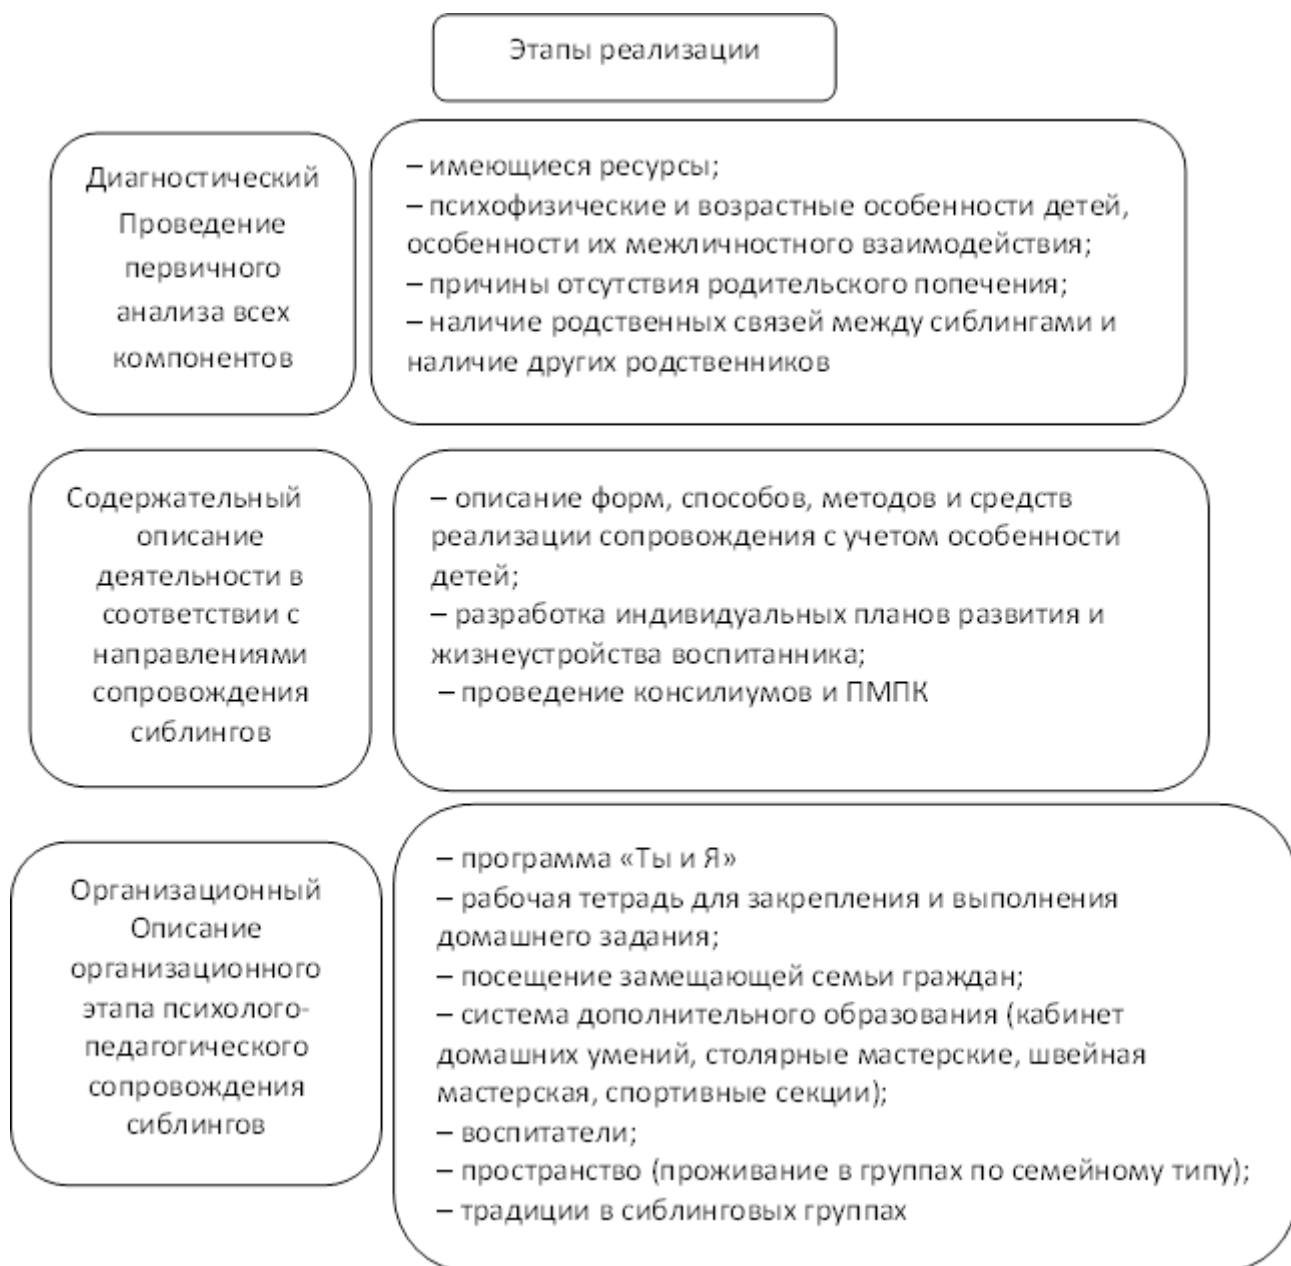 Этапы реализации
Диагностический
Проведение
первичного
анализа всех
компонентов
– имеющиеся ресурсы;
– психофизические и возрастные особенности детей,
особенности их межличностного взаимодействия;
– причины отсутствия родительского попечения;
– наличие родственных связей между сиблингами и
наличие других родственников
Содержательный
описание
деятельности в
соответствии с
направлениями
сопровождения
сиблингов
– описание форм, способов, методов и средств
реализации сопровождения с учетом особенности
детей;
– разработка индивидуальных планов развития и
жизнеустройства воспитанника;
– проведение консилиумов и ПМПК
Организационный
Описание
организационного
этапа психолого-
педагогического
сопровождения
сиблингов
– программа «Ты и Я»
– рабочая тетрадь для закрепления и выполнения
домашнего задания;
– посещение замещающей семьи граждан;
– система дополнительного образования (кабинет
домашних умений, столярные мастерские, швейная
мастерская, спортивные секции);
– воспитатели;
– пространство (проживание в группах по семейному типу);
– традиции в сиблинговых группах